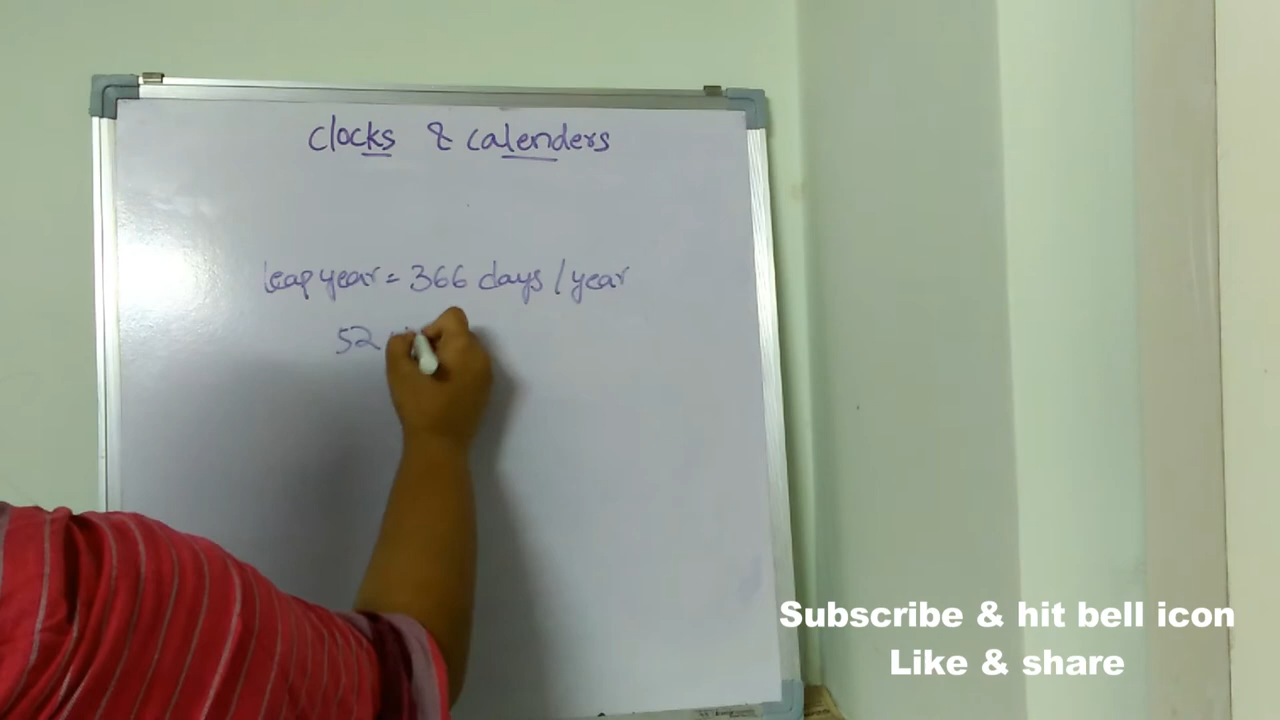 clocks & calenders
leap year = 366 days / year
52
Subscribe & hit bell icon
Like & share